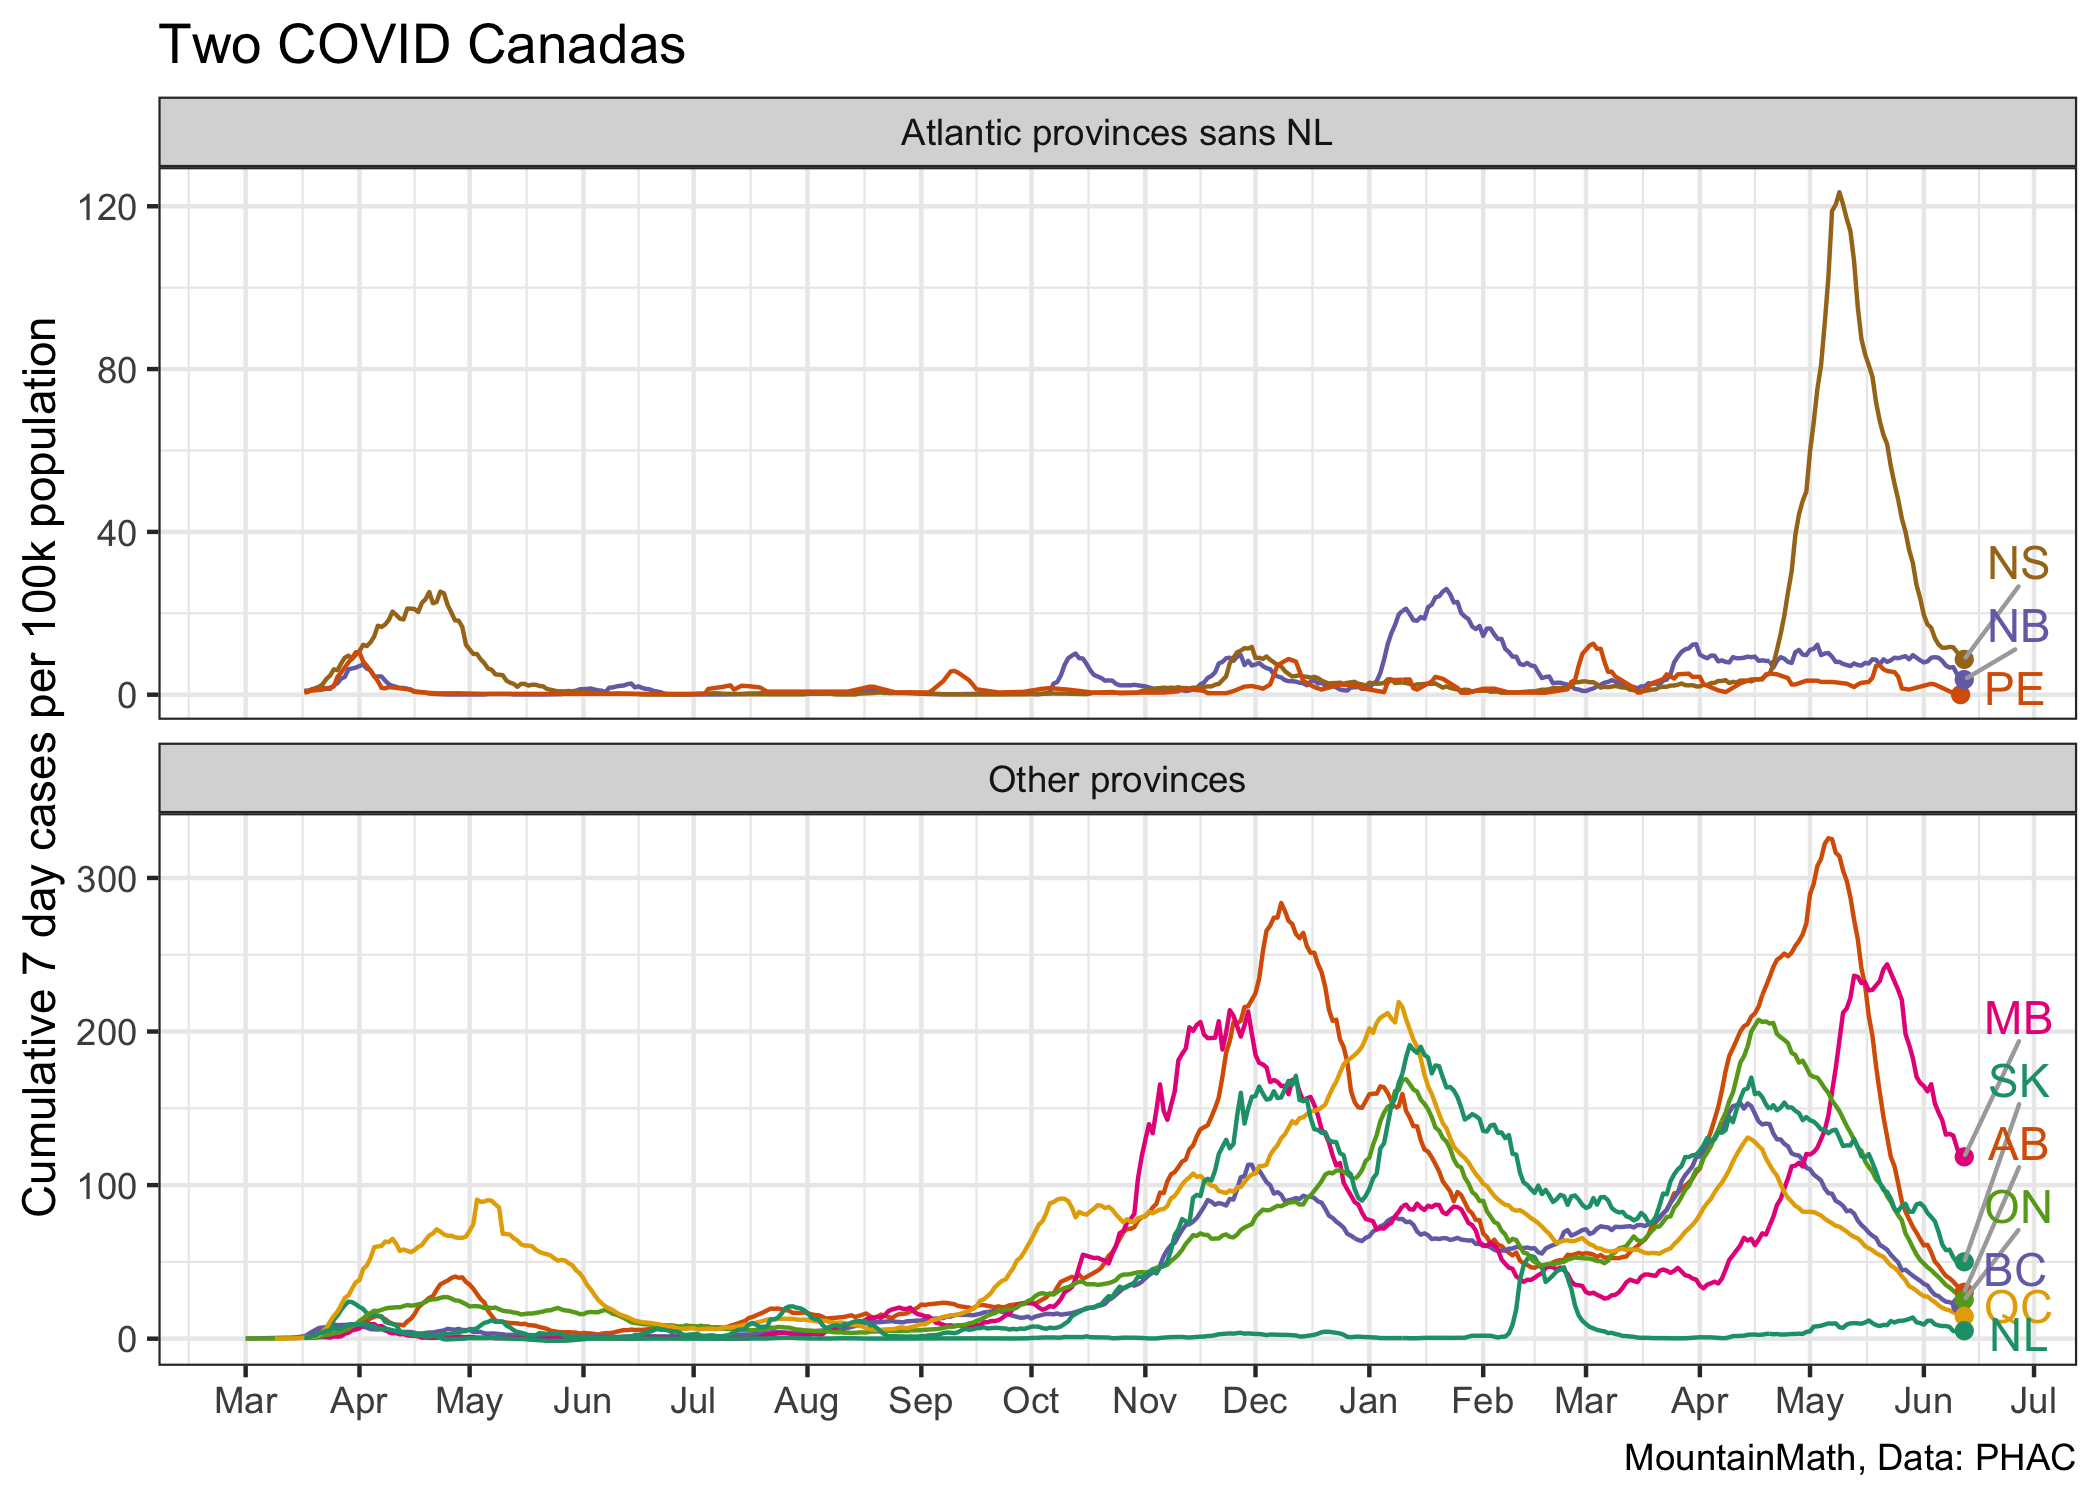 Two COVID Canadas
Atlantic provinces sans NL
120
80
40
0
NS
NB
PE
Cumulative 7 day cases per 100k population
Other provinces
300
200
100
0
MB
SK
AB
ON
BC
QC
NL
Mar Apr May Jun Jul Aug Sep Oct Nov Dec Jan Feb Mar Apr May Jun Jul
MountainMath, Data: PHAC